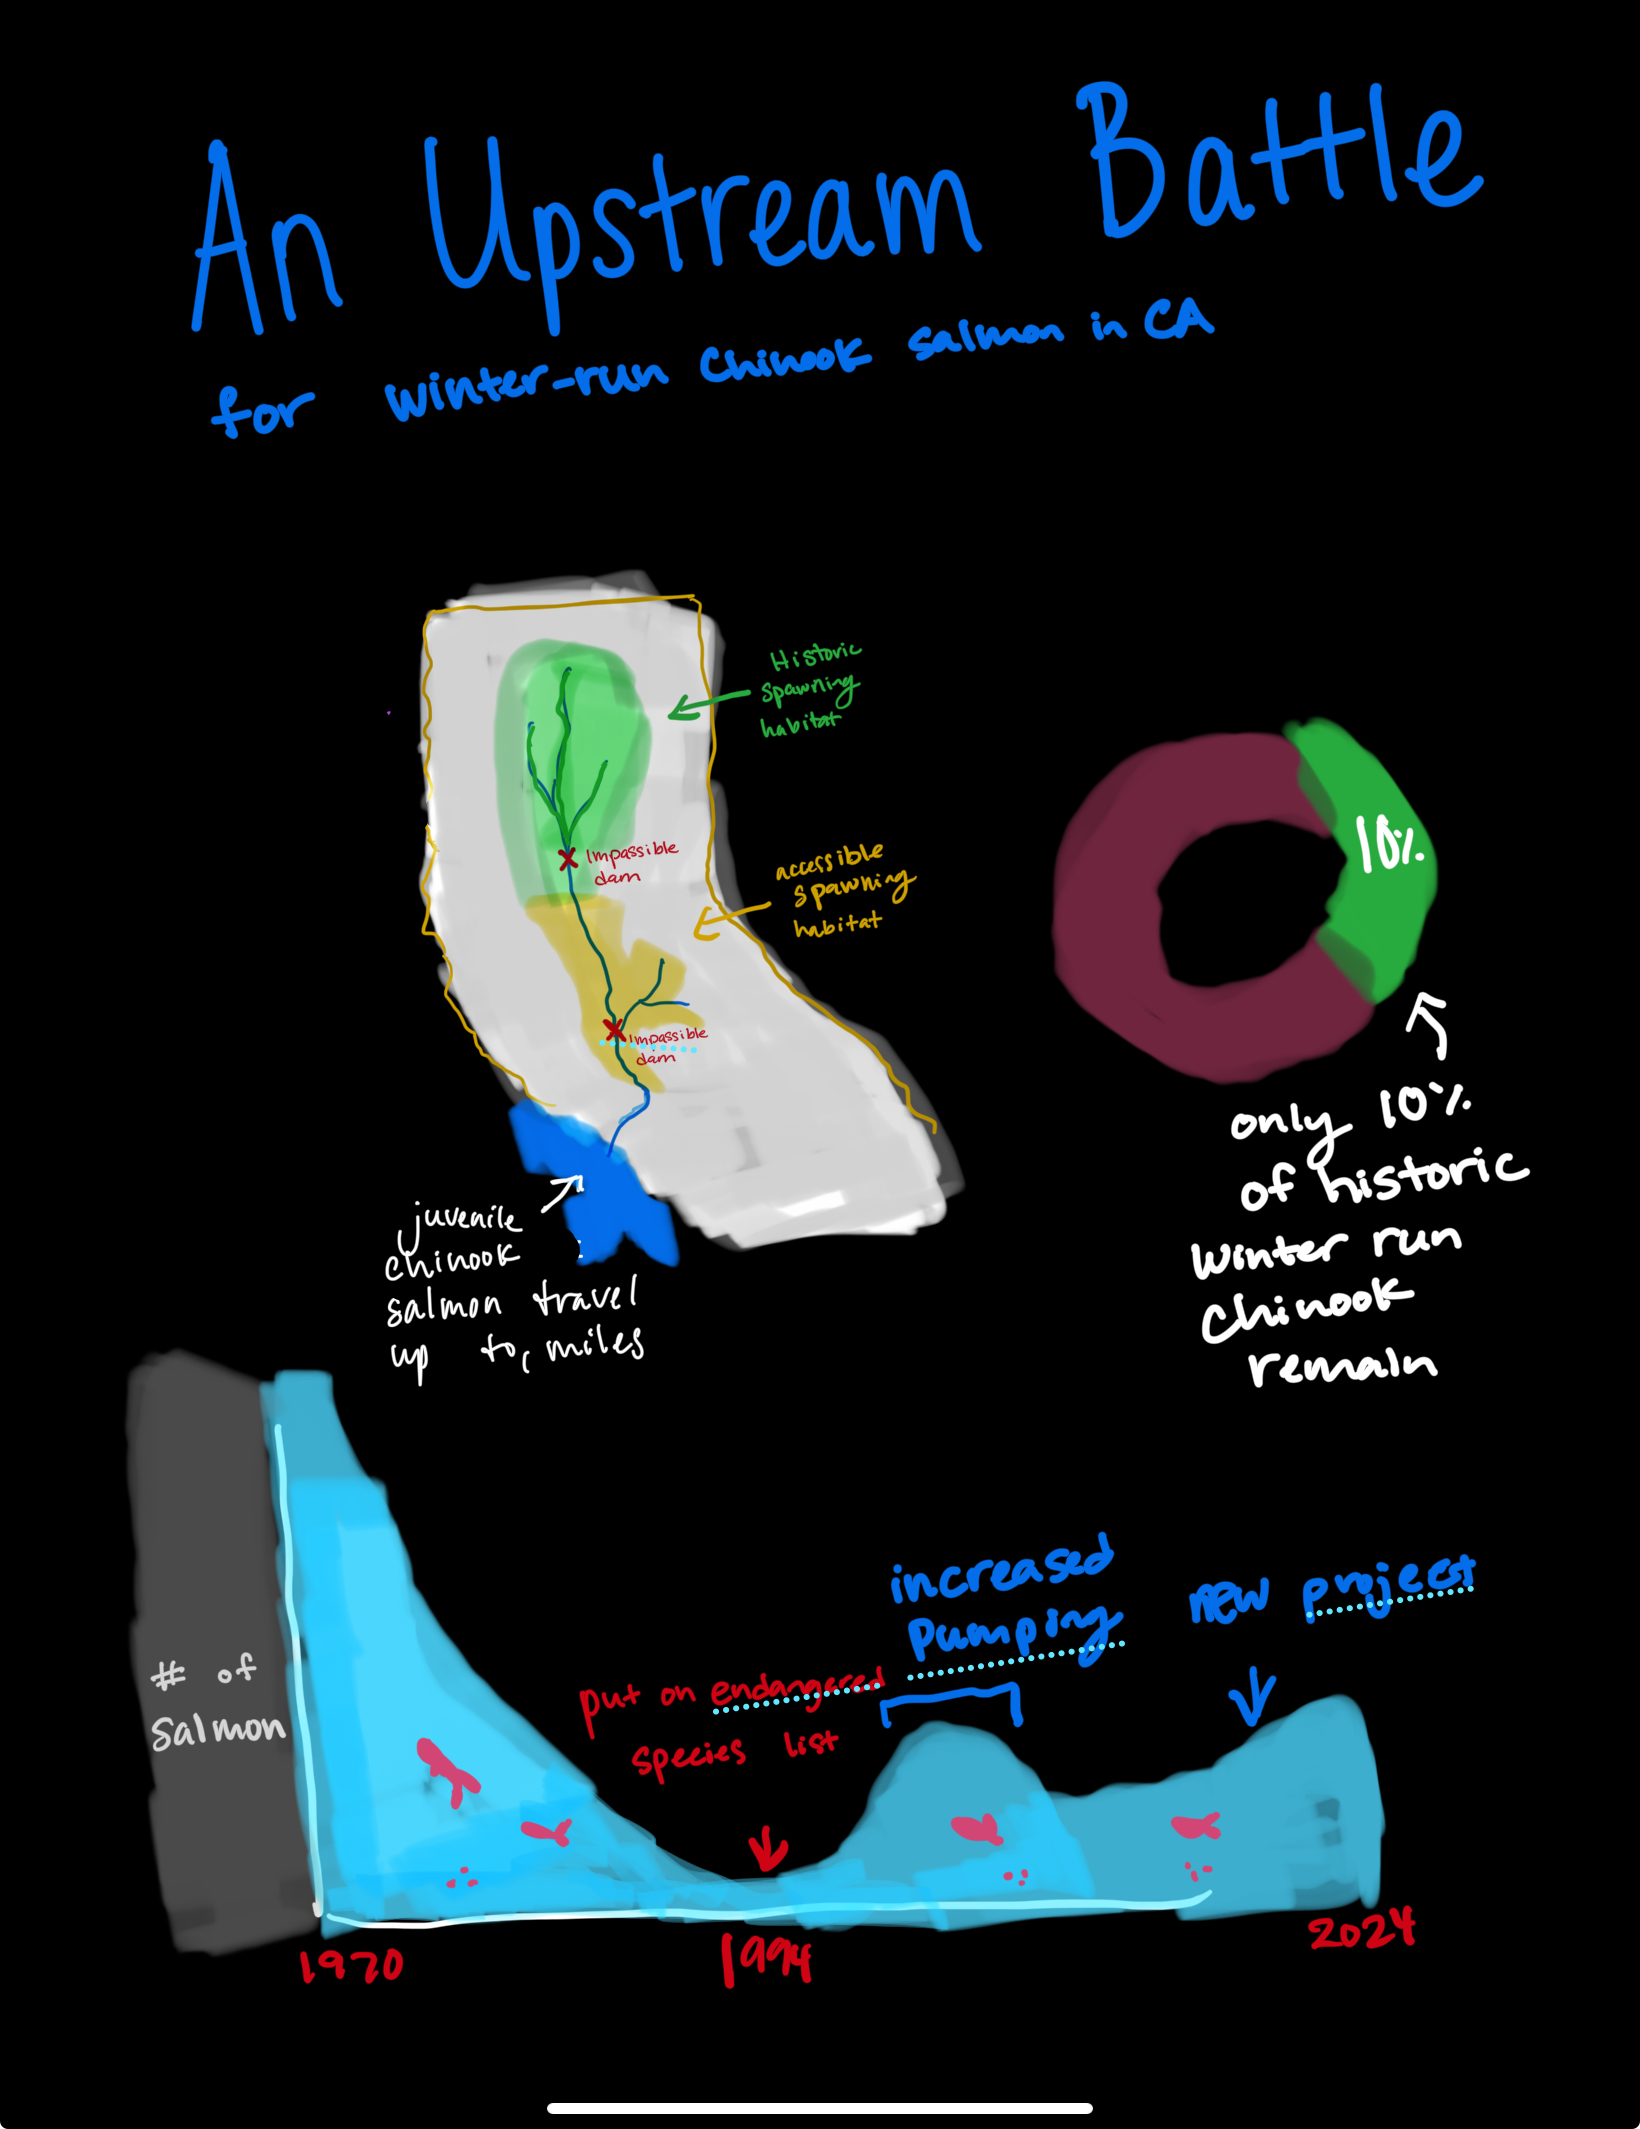 An Upstream Battle
for winter-run Chinook salmon in CA
Historic
spawning
habitat
Impassible
dam
accessible
spawning
habitat
Impassible
dam
10%
only 10%
of historic
winter run
Chinook
remain
juvenile
chinook
salmon travel
up to, miles
# of
salmon
increased
pumping
new project
put on endangered
species list
1970
1994
2024